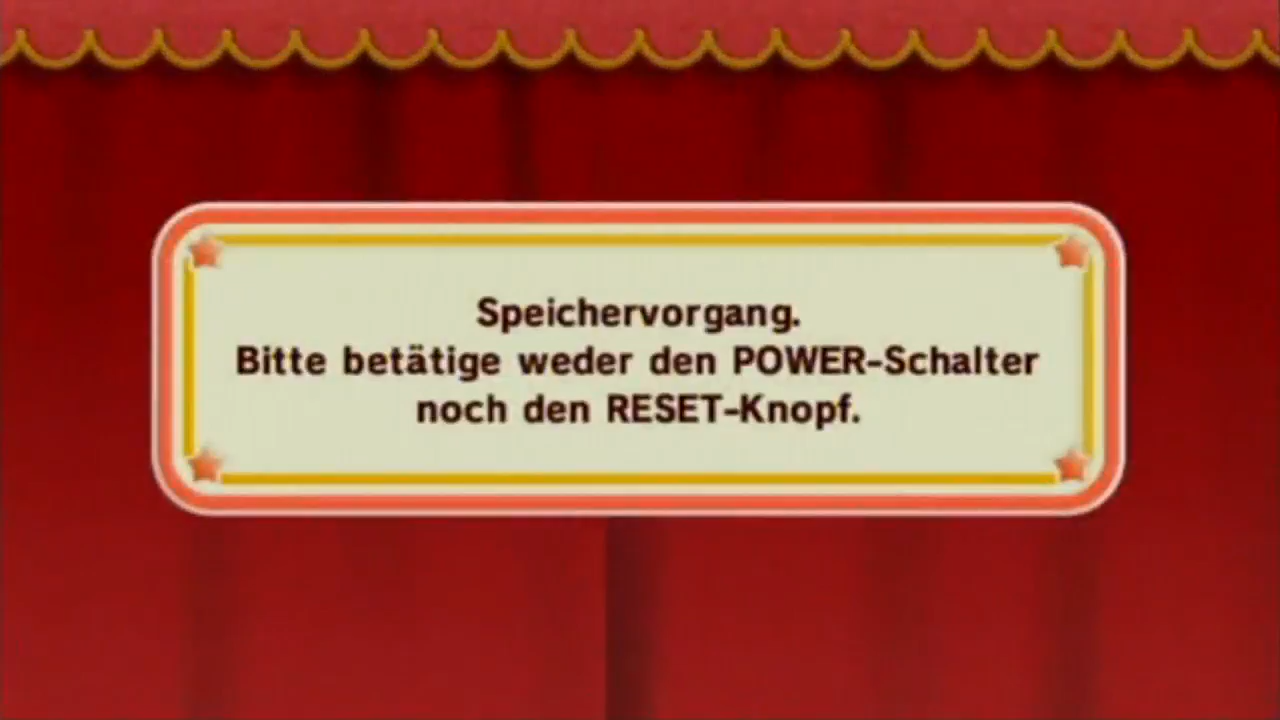 Speichervorgang.
Bitte betätige weder den POWER-Schalter
noch den RESET-Knopf.